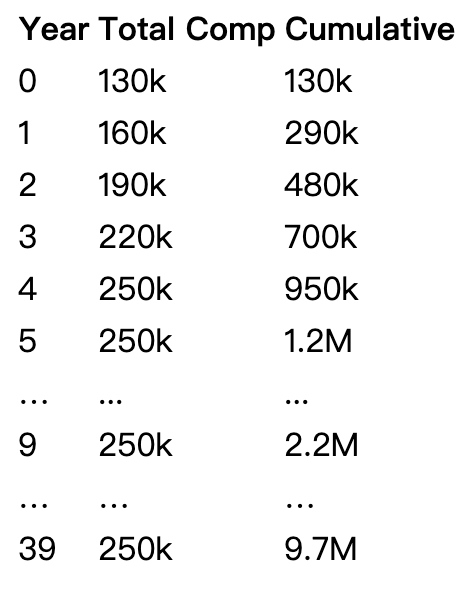 Year Total Comp Cumulative
0 130k 130k
1 160k 290k
2 190k 480k
3 220k 700k
4 250k 950k
5 250k 1.2M
… ... ...
9 250k 2.2M
… … …
39 250k 9.7M